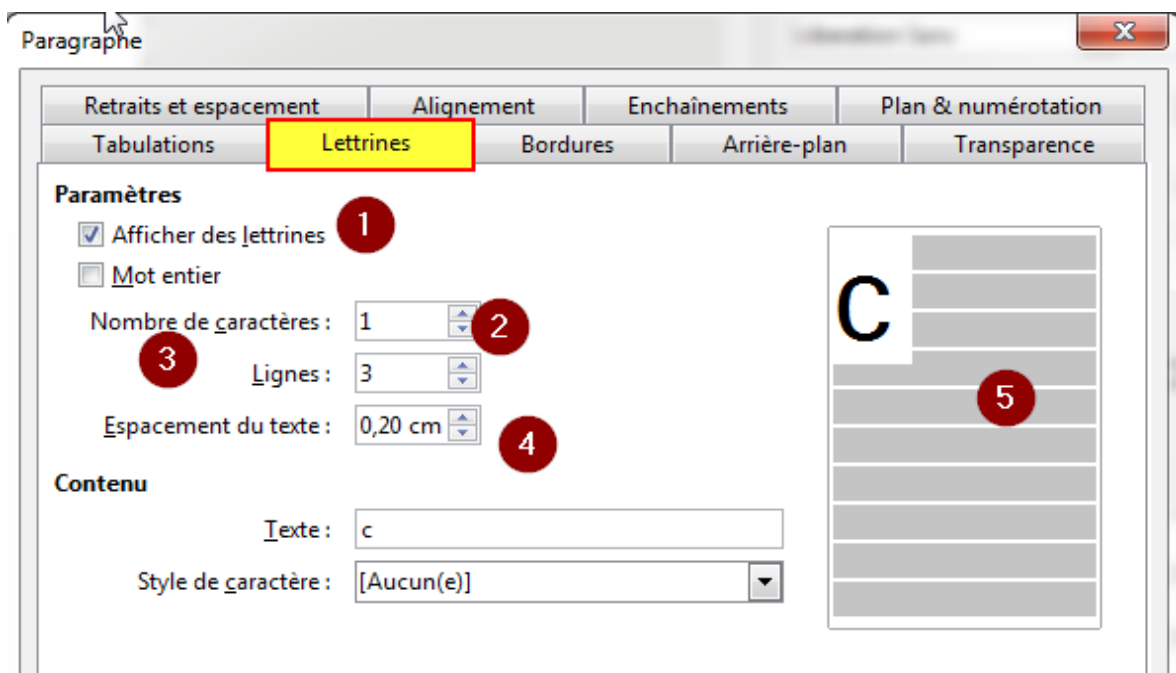 Paragraphe
Retraits et espacement Alignement Enchaînements Plan & numérotation
Tabulations Lettrines Bordures Arrière-plan Transparence
Paramètres
Afficher des lettrines 1
Mot entier
Nombre de caractères : 1 2
3
Lignes : 3
Espacement du texte : 0,20 cm 4
Contenu
Texte : c
Style de caractère : [Aucun(e)]
C
5